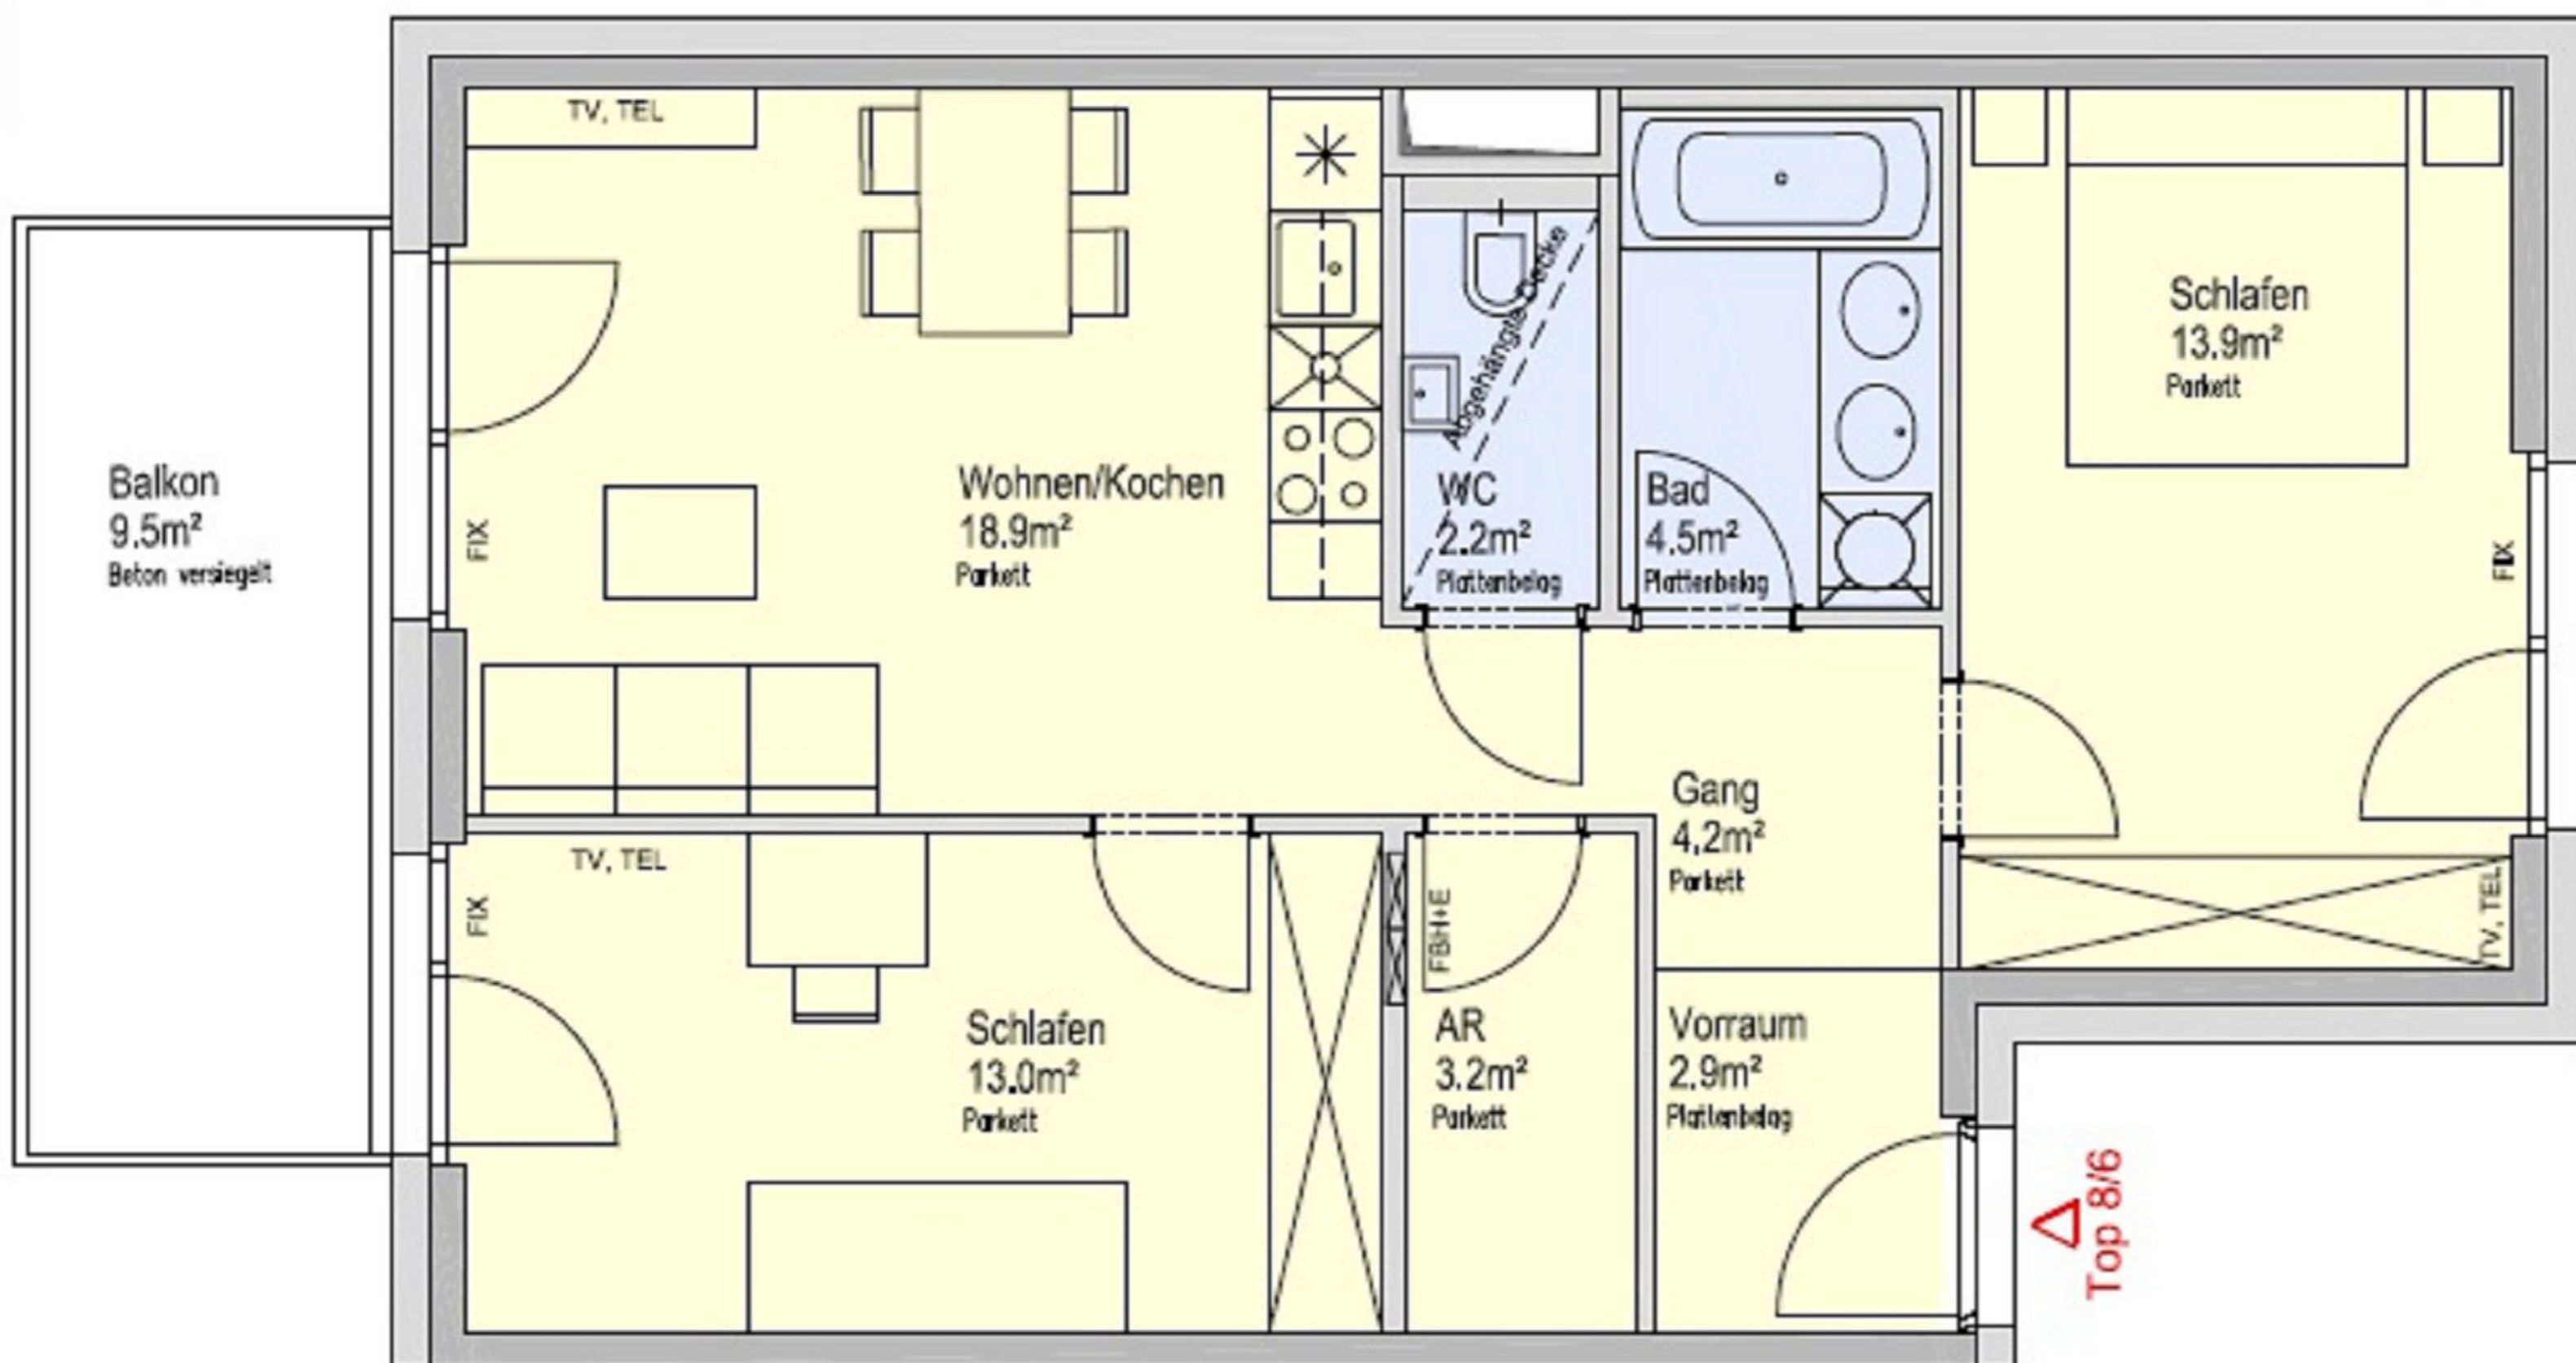 TV, TEL
Balkon
9.5m²
Beton versiegelt
FIX
Wohnen/Kochen
18.9m²
Parkett
Abgehängte Decke
WC
2.2m²
Plattenbelag
Bad
4.5m²
Plattenbelag
Schlafen
13.9m²
Parkett
FIX
Gang
4.2m²
Parkett
TV, TEL
TV, TEL
FIX
FBH+E
Schlafen
13.0m²
Parkett
AR
3.2m²
Parkett
Vorraum
2.9m²
Plattenbelag
Top 8/6